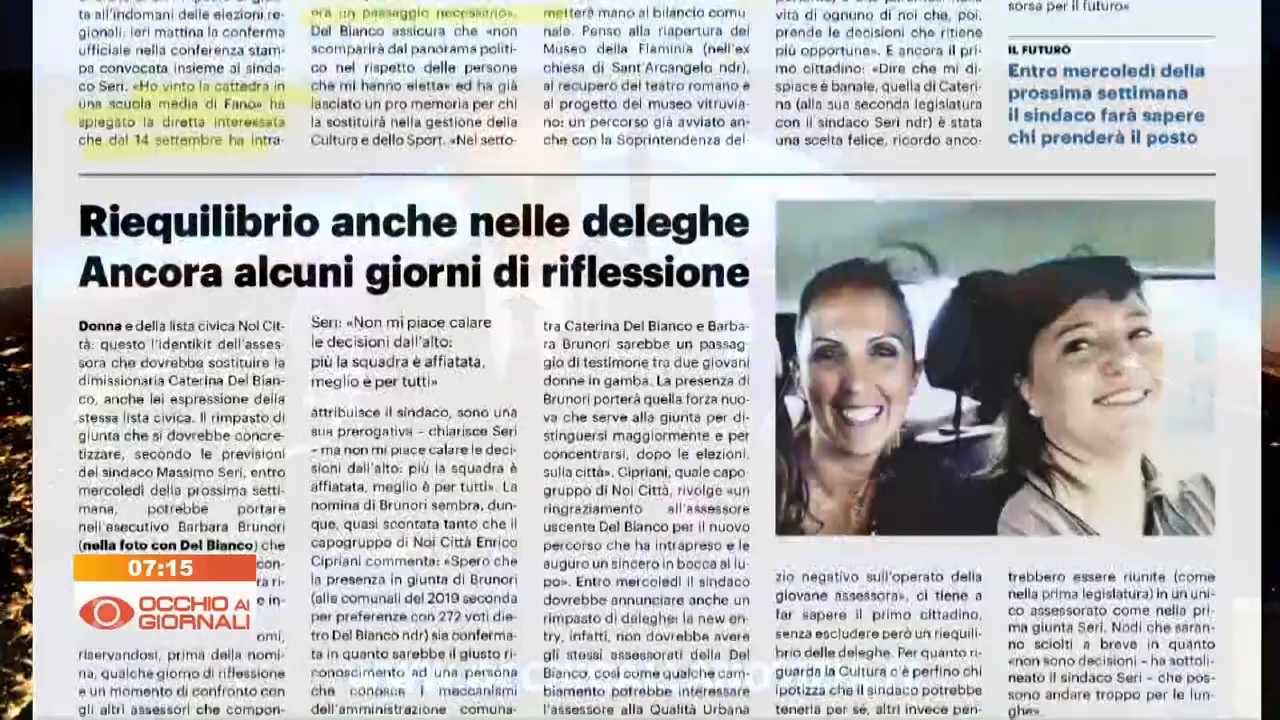 ta all'indomani delle elezioni re-
gionali: ieri mattina la conferma
ufficiale nella conferenza stam-
pa convocata insieme al sinda-
co Seri. «Ho vinto la cattedra in
una scuola media di Fano» ha
spiegato la diretta interessata
che dal 14 settembre ha intra-
era un passaggio necessario».
Del Bianco assicura che «non
scomparirà dal panorama politi-
co nel rispetto delle persone
che mi hanno eletta» ed ha già
lasciato un pro memoria per chi
la sostituirà nella gestione della
Cultura e dello Sport. «Nel setto-
metterà mano al bilancio comu-
nale. Penso alla riapertura del
Museo della Flaminia (nell'ex
chiesa di Sant'Arcangelo ndr),
al recupero del teatro romano e
al progetto del museo vitruvia-
no: un percorso già avviato an-
che con la Soprintendenza del-
vita di ognuno di noi che, poi,
prende le decisioni che ritiene
più opportune». E ancora il pri-
mo cittadino: «Dire che mi di-
spiace è banale, quella di Cateri-
na (alla sua seconda legislatura
con il sindaco Seri ndr) è stata
una scelta felice, ricordo anco-
sorsa per il futuro»
IL FUTURO
Entro mercoledì della
prossima settimana
il sindaco farà sapere
chi prenderà il posto
Riequilibrio anche nelle deleghe
Ancora alcuni giorni di riflessione
Donna e della lista civica Noi Cit-
tà: questo l'identikit dell'asses-
sora che dovrebbe sostituire la
dimissionaria Caterina Del Bian-
co, anche lei espressione della
stessa lista civica. Il rimpasto di
giunta che si dovrebbe concre-
tizzare, secondo le previsioni
del sindaco Massimo Seri, entro
mercoledì della prossima setti-
mana, potrebbe portare
nell'esecutivo Barbara Brunori
(nella foto con Del Bianco) che
con-
ra ri-
e in-
omi,
riservandosi, prima della nomi-
na, qualche giorno di riflessione
e un momento di confronto con
gli altri assessori che compon-
Seri: «Non mi piace calare
le decisioni dall'alto:
più la squadra è affiatata,
meglio è per tutti»
attribuisce il sindaco, sono una
sua prerogativa – chiarisce Seri
– ma non mi piace calare le deci-
sioni dall'alto: più la squadra è
affiatata, meglio è per tutti». La
nomina di Brunori sembra, dun-
que, quasi scontata tanto che il
capogruppo di Noi Città Enrico
Cipriani commenta: «Spero che
la presenza in giunta di Brunori
(alle comunali del 2019 seconda
per preferenze con 272 voti die-
tro Del Bianco ndr) sia conferma-
ta in quanto sarebbe il giusto ri-
conoscimento ad una persona
che conosce i meccanismi
dell'amministrazione comuna-
tra Caterina Del Bianco e Barba-
ra Brunori sarebbe un passag-
gio di testimone tra due giovani
donne in gamba. La presenza di
Brunori porterà quella forza nuo-
va che serve alla giunta per di-
stinguersi maggiormente e per
concentrarsi, dopo le elezioni,
sulla città». Cipriani, quale capo-
gruppo di Noi Città, rivolge «un
ringraziamento all'assessore
uscente Del Bianco per il nuovo
percorso che ha intrapreso e le
auguro un sincero in bocca al lu-
po». Entro mercoledì il sindaco
dovrebbe annunciare anche un
rimpasto di deleghe: la new en-
try, infatti, non dovrebbe avere
gli stessi assessorati della Del
Bianco, così come qualche cam-
biamento potrebbe interessare
l'assessore alla Qualità Urbana
zio negativo sull'operato della
giovane assessora», ci tiene a
far sapere il primo cittadino,
senza escludere però un riequili-
brio delle deleghe. Per quanto ri-
guarda la Cultura c'è perfino chi
ipotizza che il sindaco potrebbe
tenerla per sé, altri invece pen-
trebbero essere riunite (come
nella prima legislatura) in un uni-
co assessorato come nella pri-
ma giunta Seri. Nodi che saran-
no sciolti a breve in quanto
«non sono decisioni – ha sottoli-
neato il sindaco Seri – che pos-
sono andare troppo per le lun-
ghe».
07:15
OCCHIO AI
GIORNALI